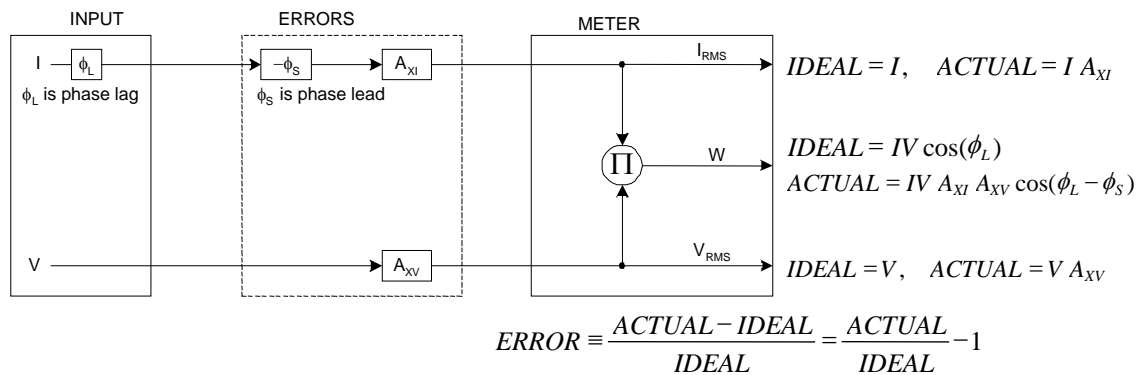 INPUT
ERRORS
METER
I
ϕL
−ϕS
AXI
IRMS
IDEAL = I, ACTUAL = I AXI
ϕL is phase lag
ϕS is phase lead
Π
W
IDEAL = IV cos(ϕL)
ACTUAL = IV AXI AXV cos(ϕL − ϕS)
V
AXV
VRMS
IDEAL = V, ACTUAL = V AXV
ERROR ≡ (ACTUAL − IDEAL)/IDEAL = ACTUAL/IDEAL − 1